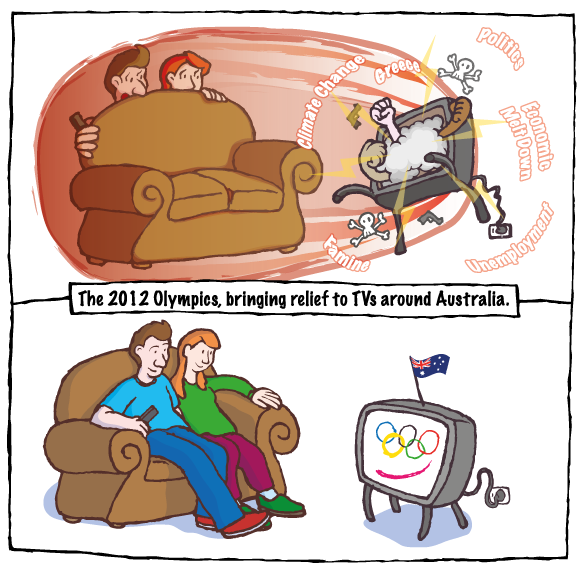 Politics
Greece
Climate Change
Economic
Melt Down
Famine
Unemployment
The 2012 Olympics, bringing relief to TVs around Australia.